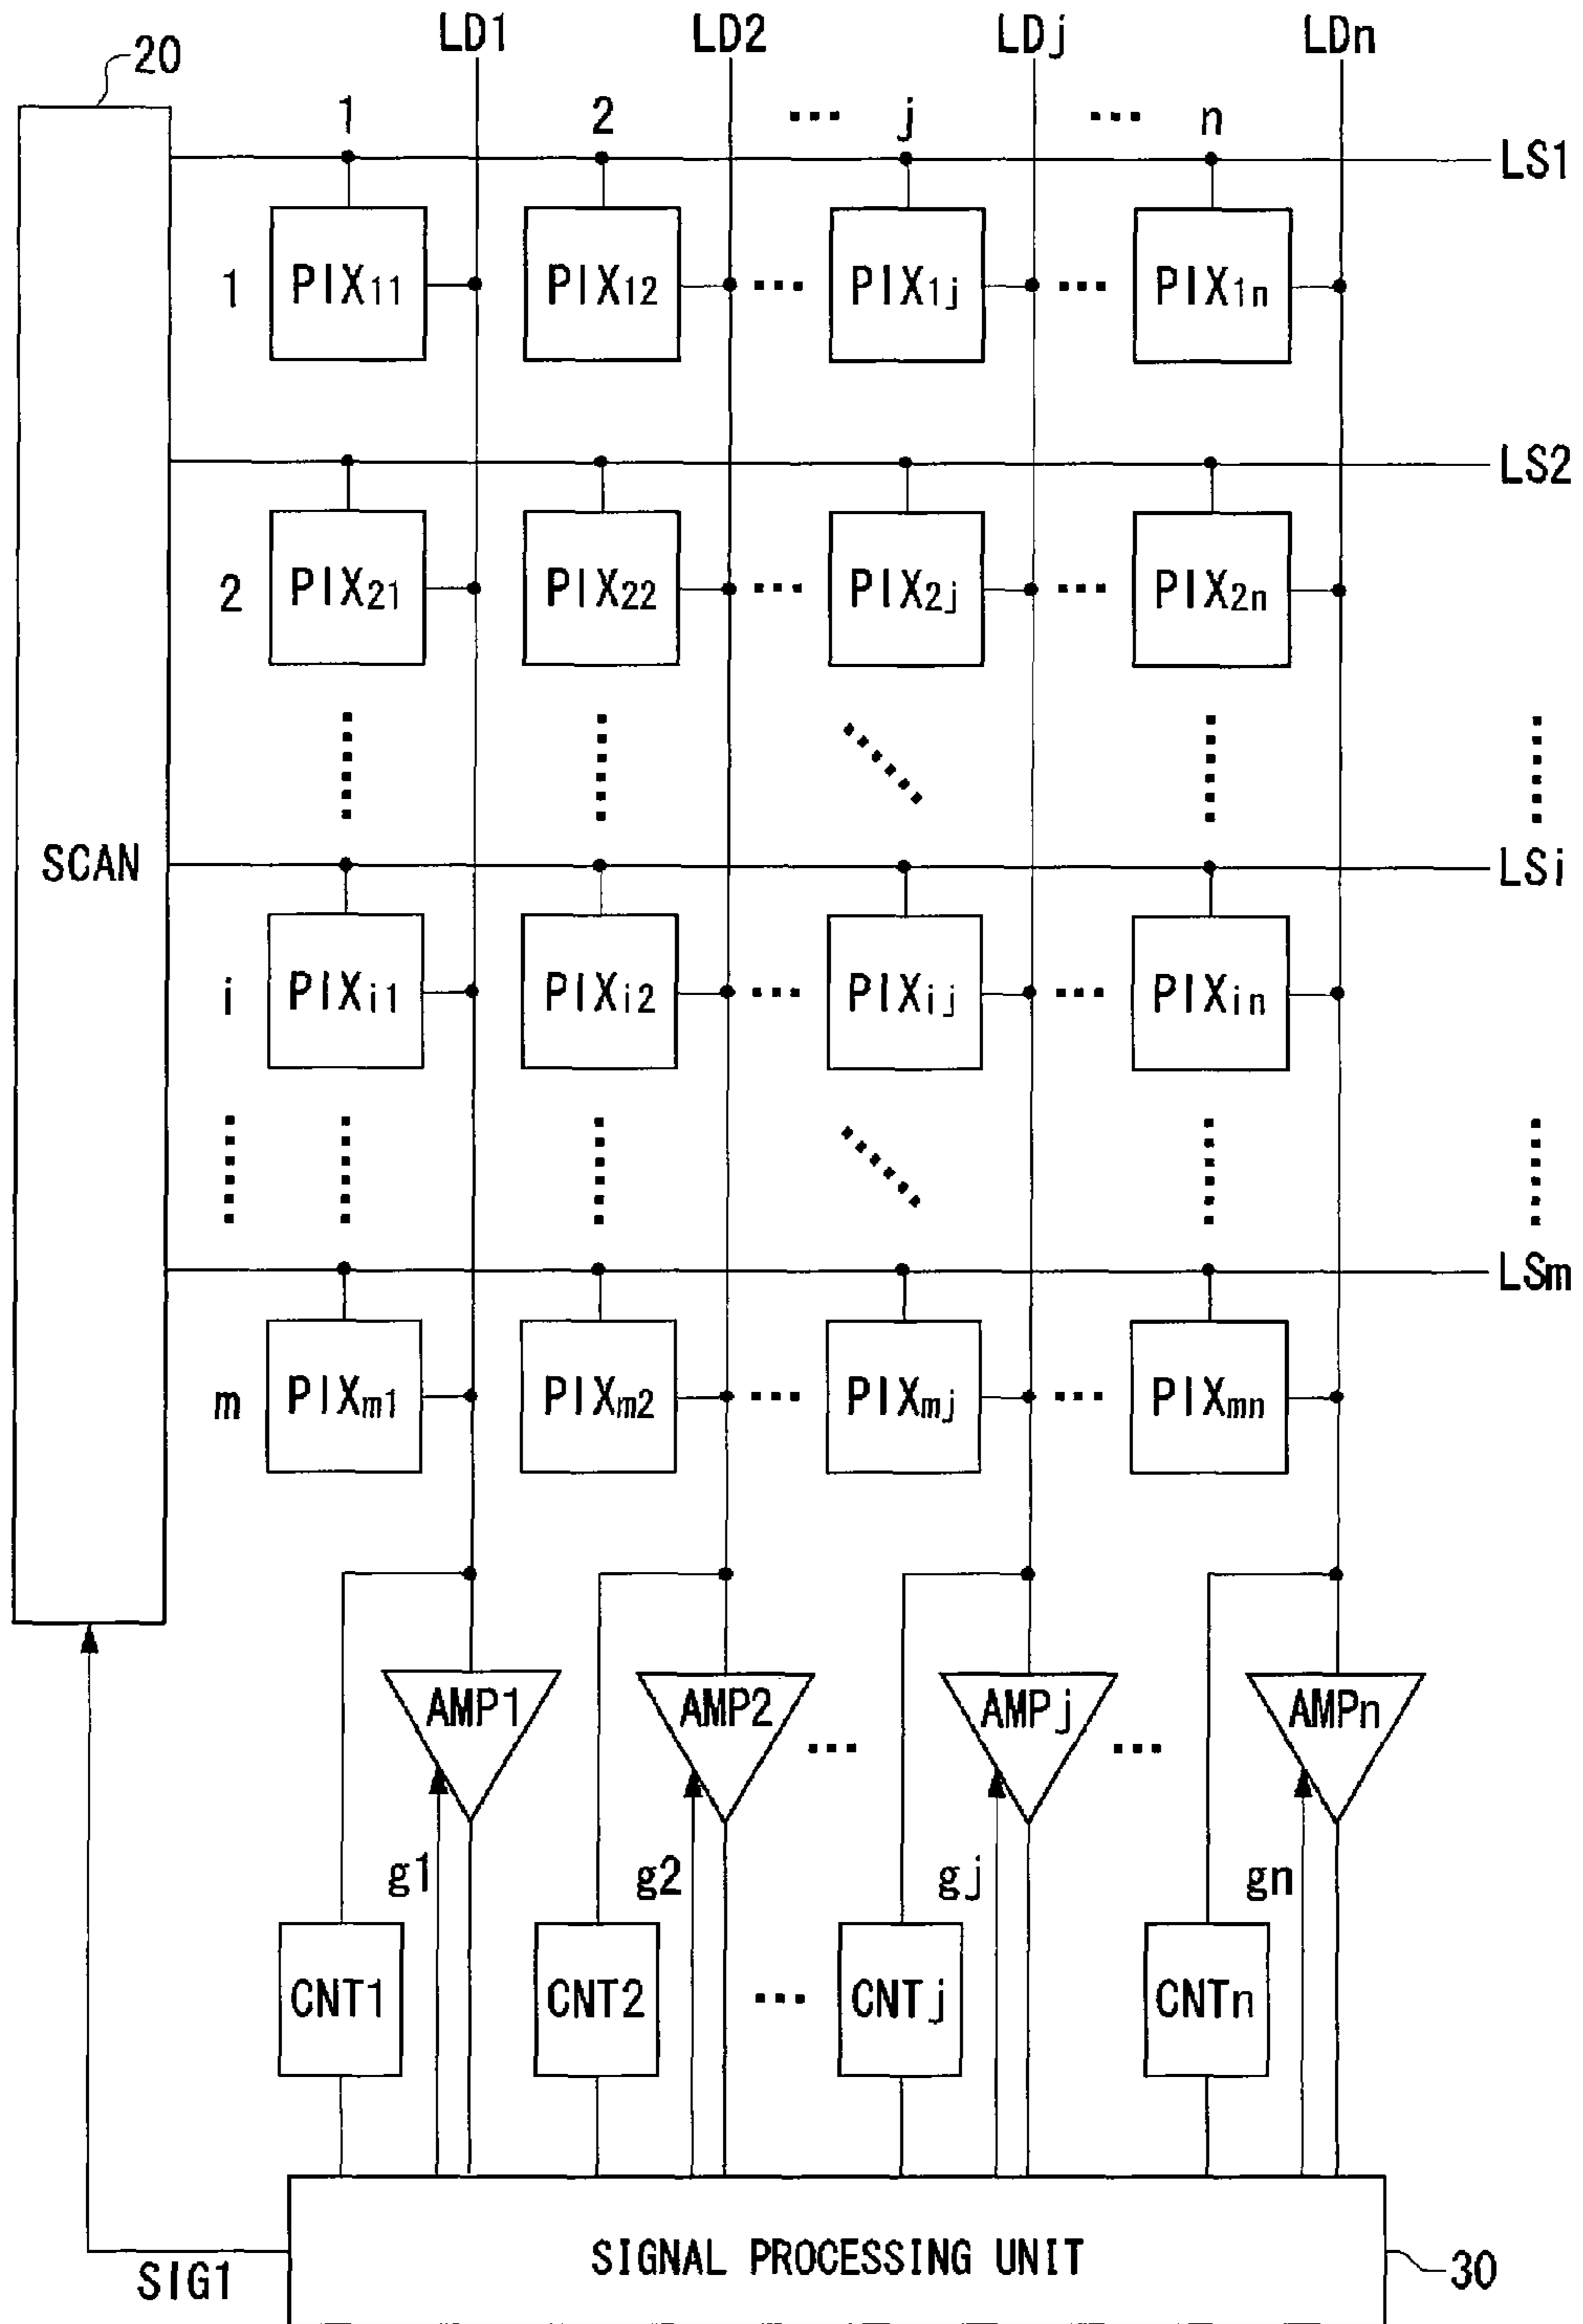 20 LD1 LD2 LDj LDn
1 2 ... j ... n
LS1
1 PIX11 PIX12 ... PIX1j ... PIX1n
LS2
2 PIX21 PIX22 ... PIX2j ... PIX2n
SCAN LSi
i PIXi1 PIXi2 ... PIXij ... PIXin
LSm
m PIXm1 PIXm2 ... PIXmj ... PIXmn
AMP1 AMP2 ... AMPj ... AMPn
g1 g2 gj gn
CNT1 CNT2 ... CNTj CNTn
SIGNAL PROCESSING UNIT 30
SIG1